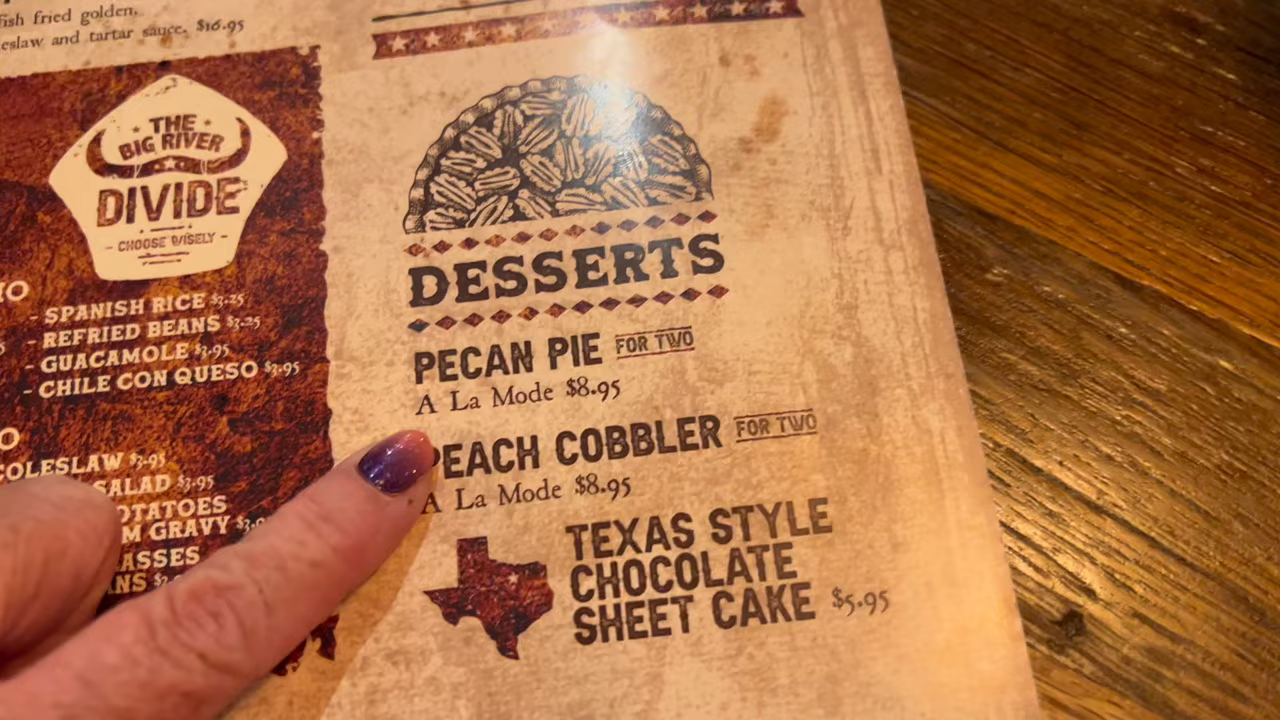 fish fried golden.
eslaw and tartar sauce. $16.95
THE
BIG RIVER
DIVIDE
- CHOOSE WISELY -
- SPANISH RICE $3.25
- REFRIED BEANS $3.25
- GUACAMOLE $3.95
- CHILE CON QUESO $3.95
COLESLAW $3.95
SALAD $3.95
OTATOES
M GRAVY
ASSES
NS
DESSERTS
PECAN PIE FOR TWO
A La Mode $8.95
PEACH COBBLER FOR TWO
A La Mode $8.95
TEXAS STYLE
CHOCOLATE
SHEET CAKE $5.95